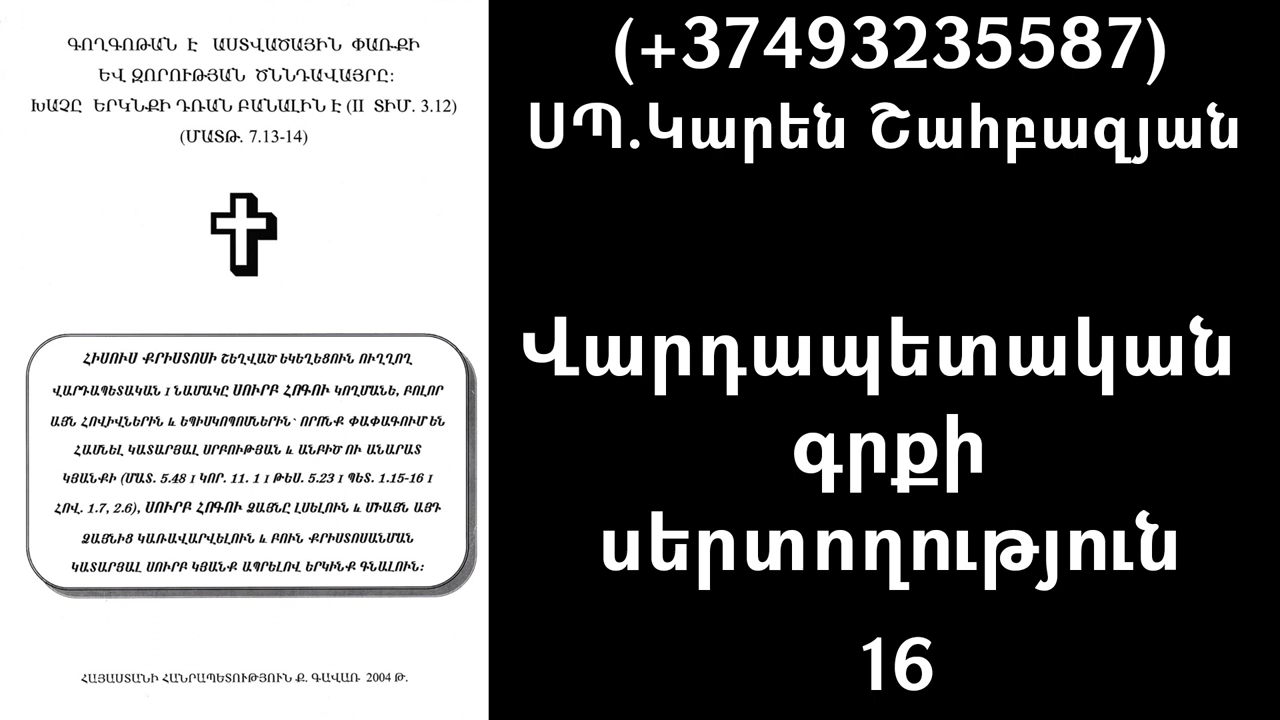 ԳՈՂԳՈԹԱՆ Է ԱՍՏՎԱԾԱՅԻՆ ՓԱՌՔԻ
ԵՎ ԶՈՐՈՒԹՅԱՆ ԾՆՆԴԱՎԱՅՐԸ:
ԽԱՉԸ ԵՐԿՆՔԻ ԴՌԱՆ ԲԱՆԱԼԻՆ Է (II ՏԻՄ. 3.12)
(ՄԱՏԹ. 7.13-14)
ՀԻՍՈՒՍ ՔՐԻՍՏՈՍԻ ՇԵՂՎԱԾ ԵԿԵՂԵՑՈՒՆ ՈՒՂՂՈՂ
ՎԱՐԴԱՊԵՏԱԿԱՆ I ՆԱՄԱԿԸ ՍՈՒՐԲ ՀՈԳՈՒ ԿՈՂՄԱՆԵ, ԲՈԼՈՐ
ԱՅՆ ՀՈՎԻՎՆԵՐԻՆ և ԵՊԻՍԿՈՊՈՍՆԵՐԻՆ՝ ՈՐՈՆՔ ՓԱՓԱԳՈՒՄ ԵՆ
ՀԱՍՆԵԼ ԿԱՏԱՐՅԱԼ ՍՐԲՈՒԹՅԱՆ և ԱՆԲԻԾ ՈՒ ԱՆԱՐԱՏ
ԿՅԱՆՔԻ (ՄԱՏ. 5.48 I ԿՈՐ. 11. 1 I ԹԵՍ. 5.23 I ՊԵՏ. 1.15-16 I
ՀՈՎ. 1.7, 2.6), ՍՈՒՐԲ ՀՈԳՈՒ ՁԱՅՆԸ ԼՍԵԼՈՒՆ և ՄԻԱՅՆ ԱՅԴ
ՁԱՅՆԻՑ ԿԱՌԱՎԱՐՎԵԼՈՒՆ և ԲՈՒՆ ՔՐԻՍՏՈՍԱՆՄԱՆ
ԿԱՏԱՐՅԱԼ ՍՈՒՐԲ ԿՅԱՆՔ ԱՊՐԵԼՈՎ ԵՐԿԻՆՔ ԳՆԱԼՈՒՆ:
ՀԱՅԱՍՏԱՆԻ ՀԱՆՐԱՊԵՏՈՒԹՅՈՒՆ Ք. ԳԱՎԱՌ 2004 Թ.
(+37493235587)
ՍՊ.Կարեն Շահբազյան
Վարդապետական
գրքի
սերտողություն
16